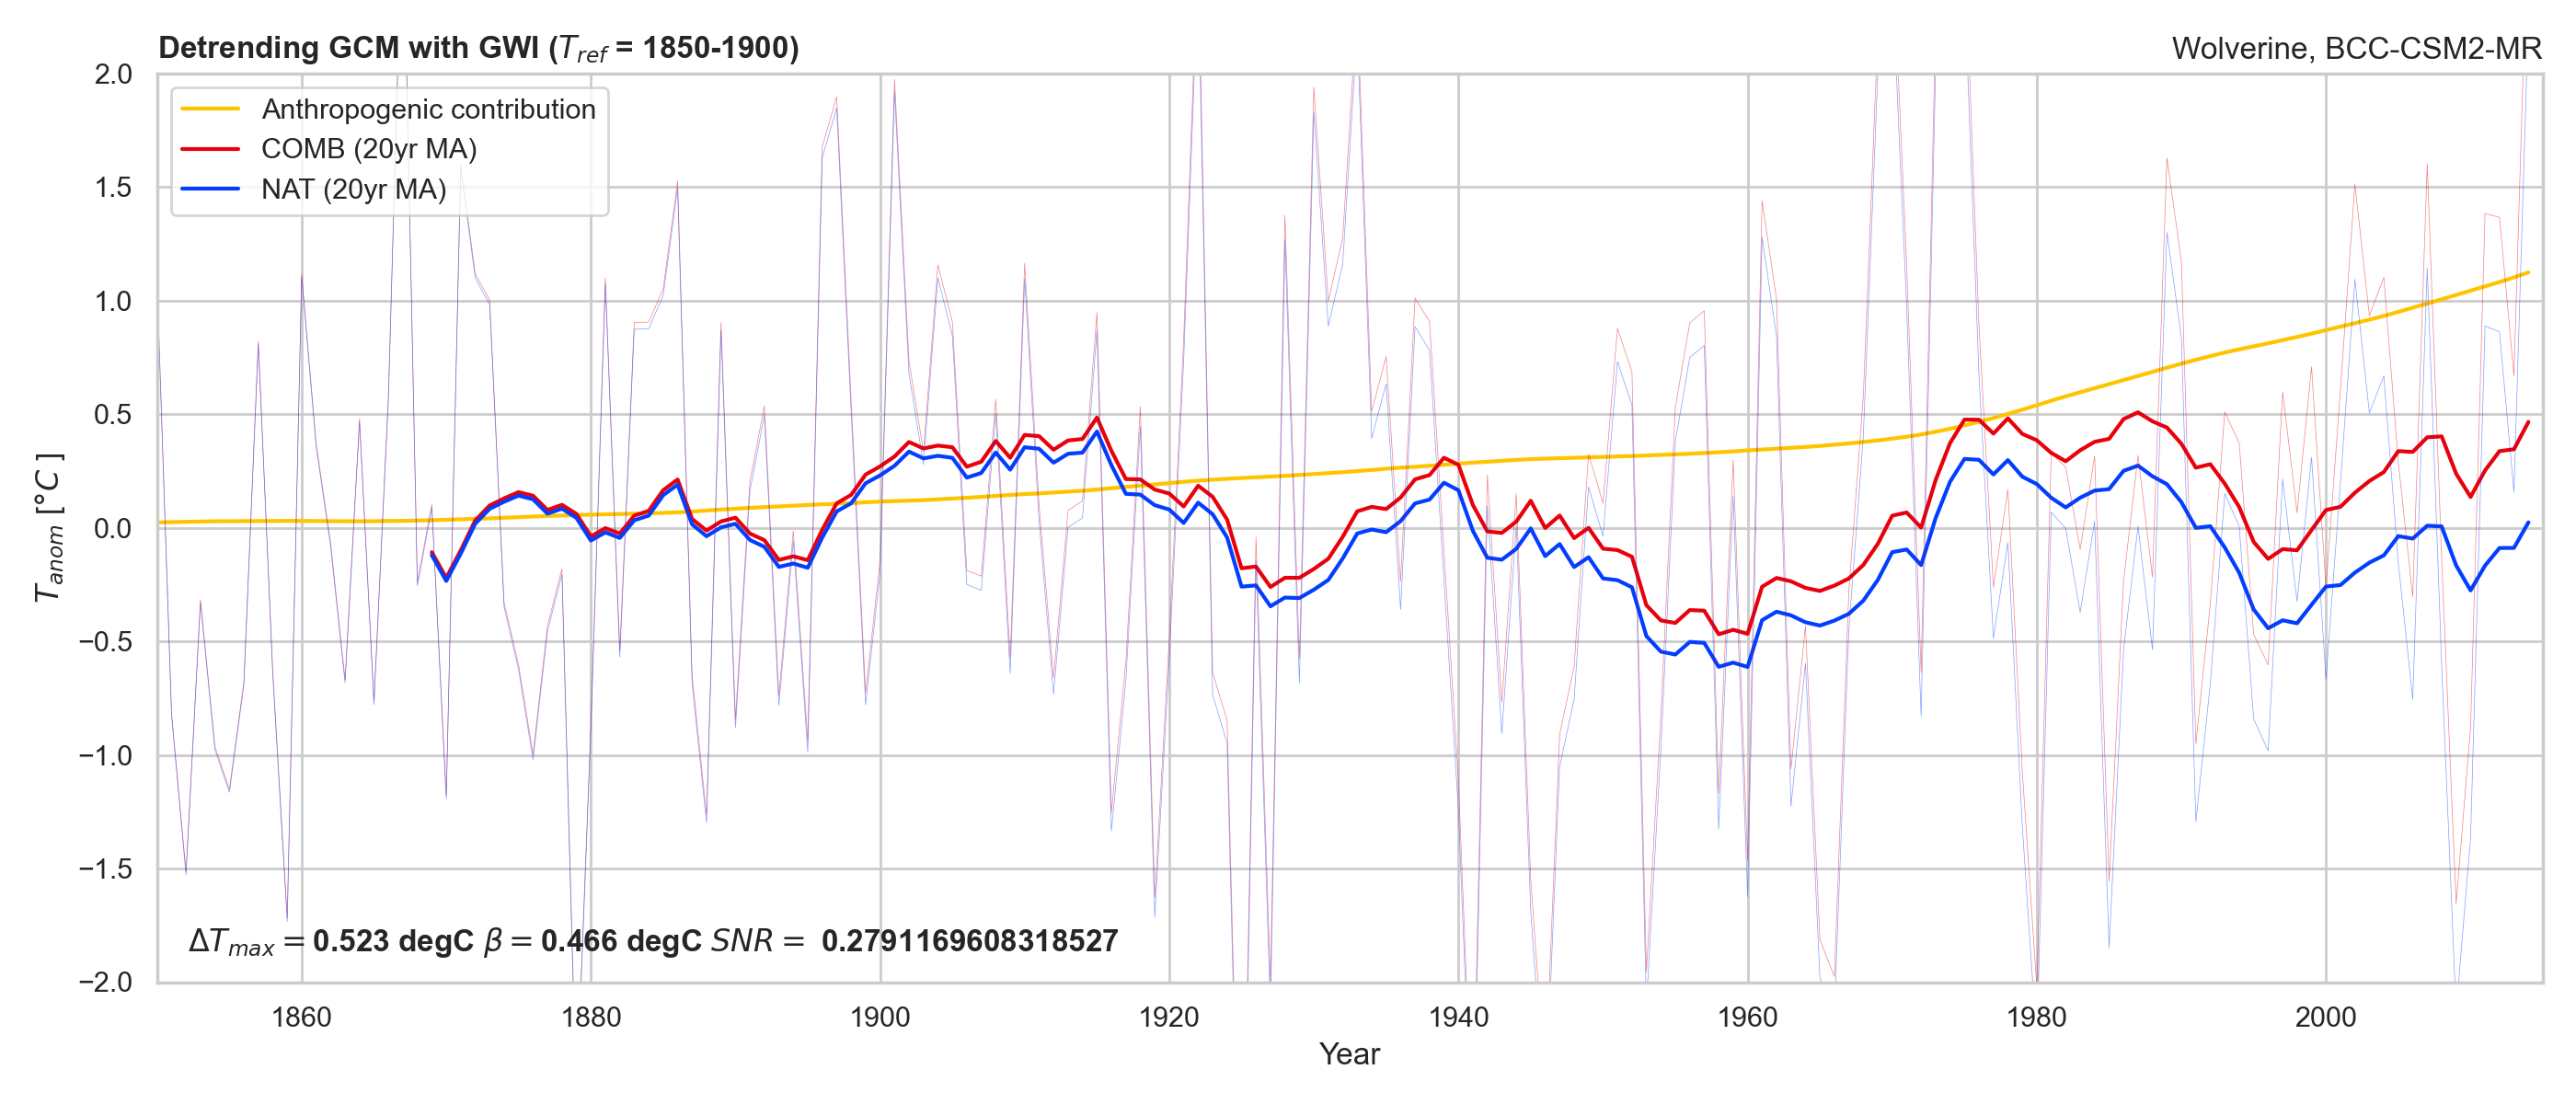 Detrending GCM with GWI (T_ref = 1850-1900)
Wolverine, BCC-CSM2-MR
2.0
1.5
1.0
0.5
0.0
−0.5
−1.0
−1.5
−2.0
T_anom [°C]
Anthropogenic contribution
COMB (20yr MA)
NAT (20yr MA)
ΔT_max = 0.523 degC β = 0.466 degC SNR = 0.2791169608318527
1860 1880 1900 1920 1940 1960 1980 2000
Year